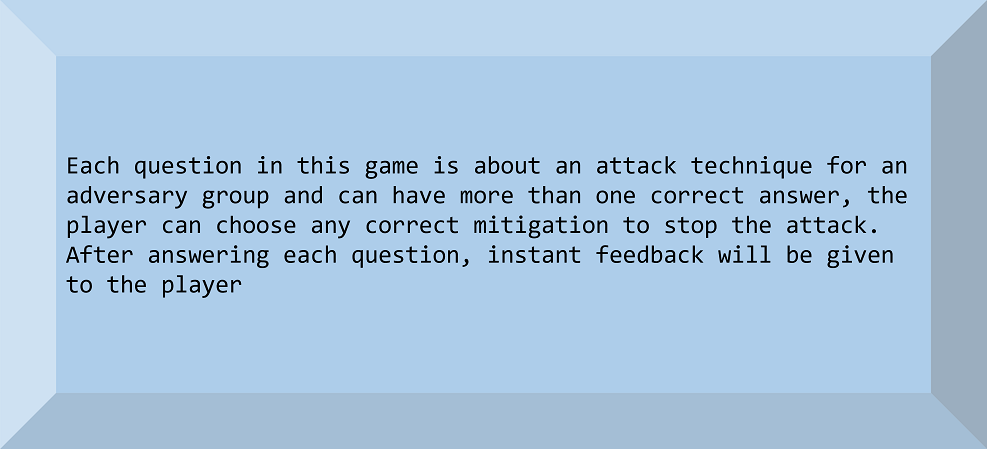 Each question in this game is about an attack technique for an
adversary group and can have more than one correct answer, the
player can choose any correct mitigation to stop the attack.
After answering each question, instant feedback will be given
to the player